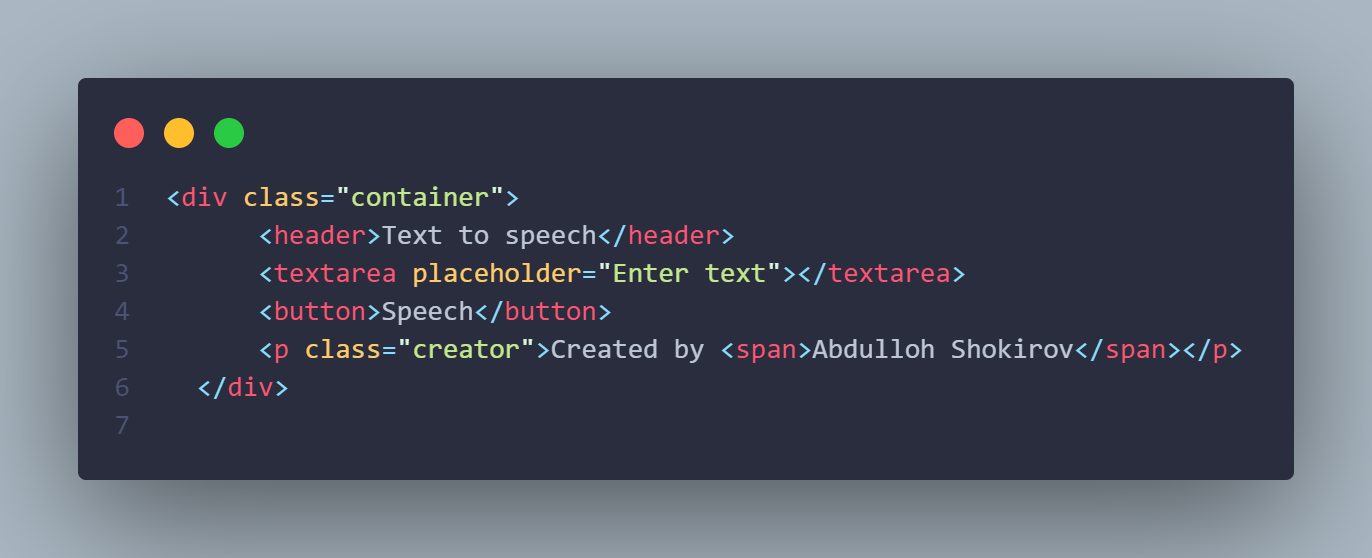 1 <div class="container">
2 <header>Text to speech</header>
3 <textarea placeholder="Enter text"></textarea>
4 <button>Speech</button>
5 <p class="creator">Created by <span>Abdulloh Shokirov</span></p>
6 </div>
7